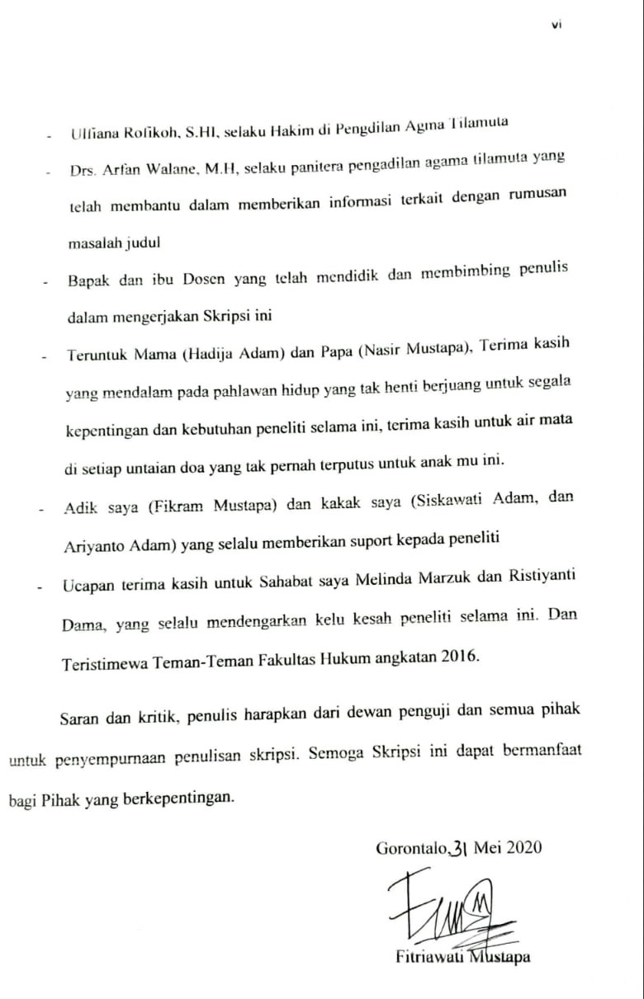 vi
- Ulfiana Rofikoh, S.HI, selaku Hakim di Pengdilan Agma Tilamuta
- Drs. Arfan Walane, M.H, selaku panitera pengadilan agama tilamuta yang
telah membantu dalam memberikan informasi terkait dengan rumusan
masalah judul
- Bapak dan ibu Dosen yang telah mendidik dan membimbing penulis
dalam mengerjakan Skripsi ini
- Teruntuk Mama (Hadija Adam) dan Papa (Nasir Mustapa), Terima kasih
yang mendalam pada pahlawan hidup yang tak henti berjuang untuk segala
kepentingan dan kebutuhan peneliti selama ini, terima kasih untuk air mata
di setiap untaian doa yang tak pernah terputus untuk anak mu ini.
- Adik saya (Fikram Mustapa) dan kakak saya (Siskawati Adam, dan
Ariyanto Adam) yang selalu memberikan suport kepada peneliti
- Ucapan terima kasih untuk Sahabat saya Melinda Marzuk dan Ristiyanti
Dama, yang selalu mendengarkan kelu kesah peneliti selama ini. Dan
Teristimewa Teman-Teman Fakultas Hukum angkatan 2016.
Saran dan kritik, penulis harapkan dari dewan penguji dan semua pihak
untuk penyempurnaan penulisan skripsi. Semoga Skripsi ini dapat bermanfaat
bagi Pihak yang berkepentingan.
Gorontalo,31 Mei 2020
Fitriawati Mustapa